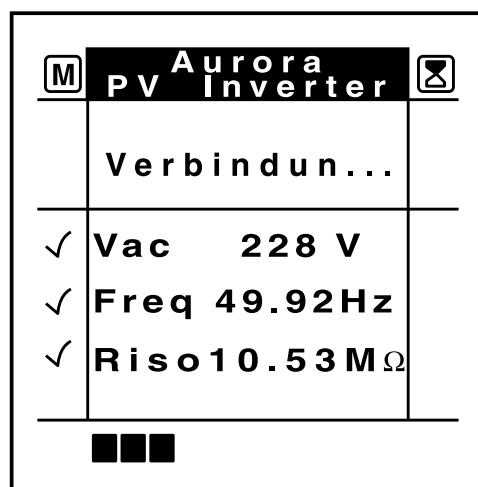 M
Aurora
PV Inverter
Verbindun...
Vac 228 V
Freq 49.92Hz
Riso10.53MΩ